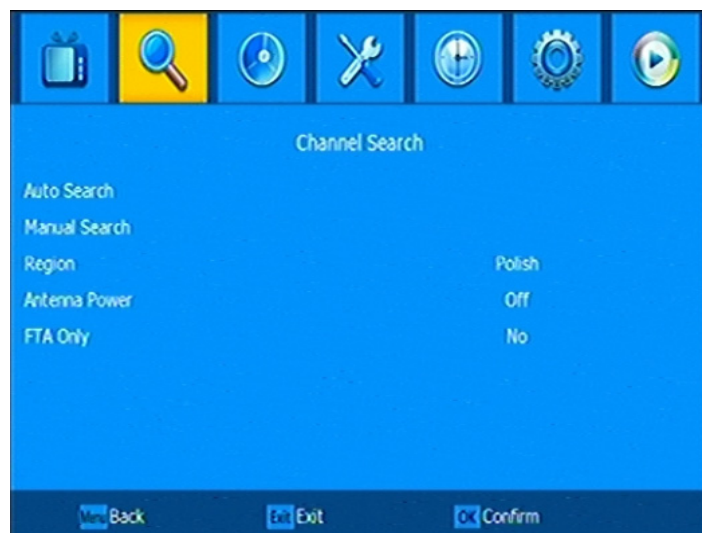 Channel Search
Auto Search
Manual Search
Region Polish
Antenna Power Off
FTA Only No
Menu Back Exit Exit OK Confirm